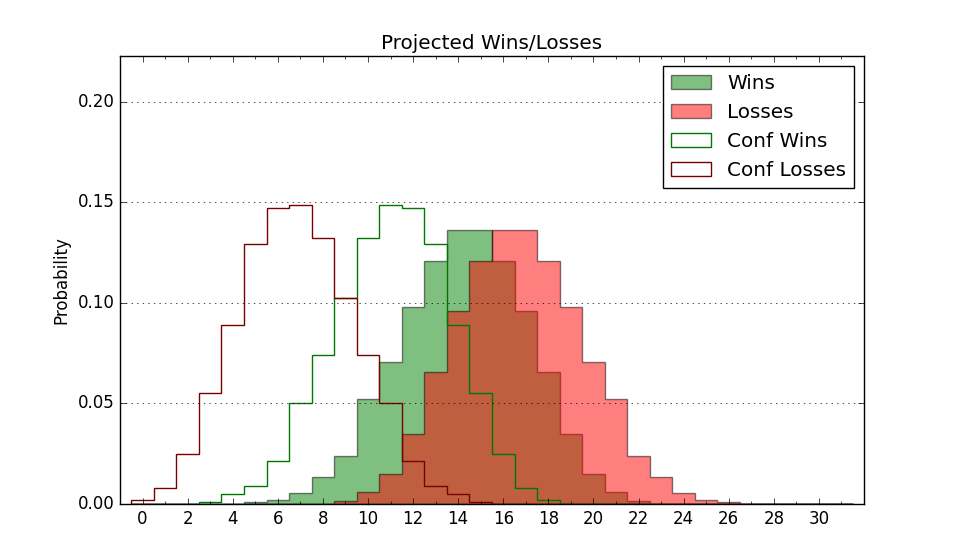 Projected Wins/Losses
Wins
Losses
Conf Wins
Conf Losses
Probability
0.20
0.15
0.10
0.05
0.00
0 2 4 6 8 10 12 14 16 18 20 22 24 26 28 30